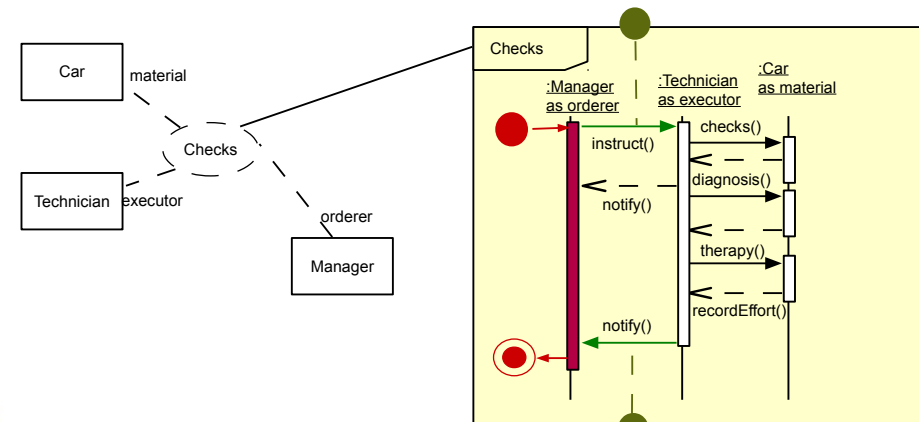 Car
material
Checks
Technician
executor
orderer
Manager
Checks
:Manager
as orderer
:Technician
as executor
:Car
as material
instruct()
checks()
diagnosis()
notify()
therapy()
recordEffort()
notify()